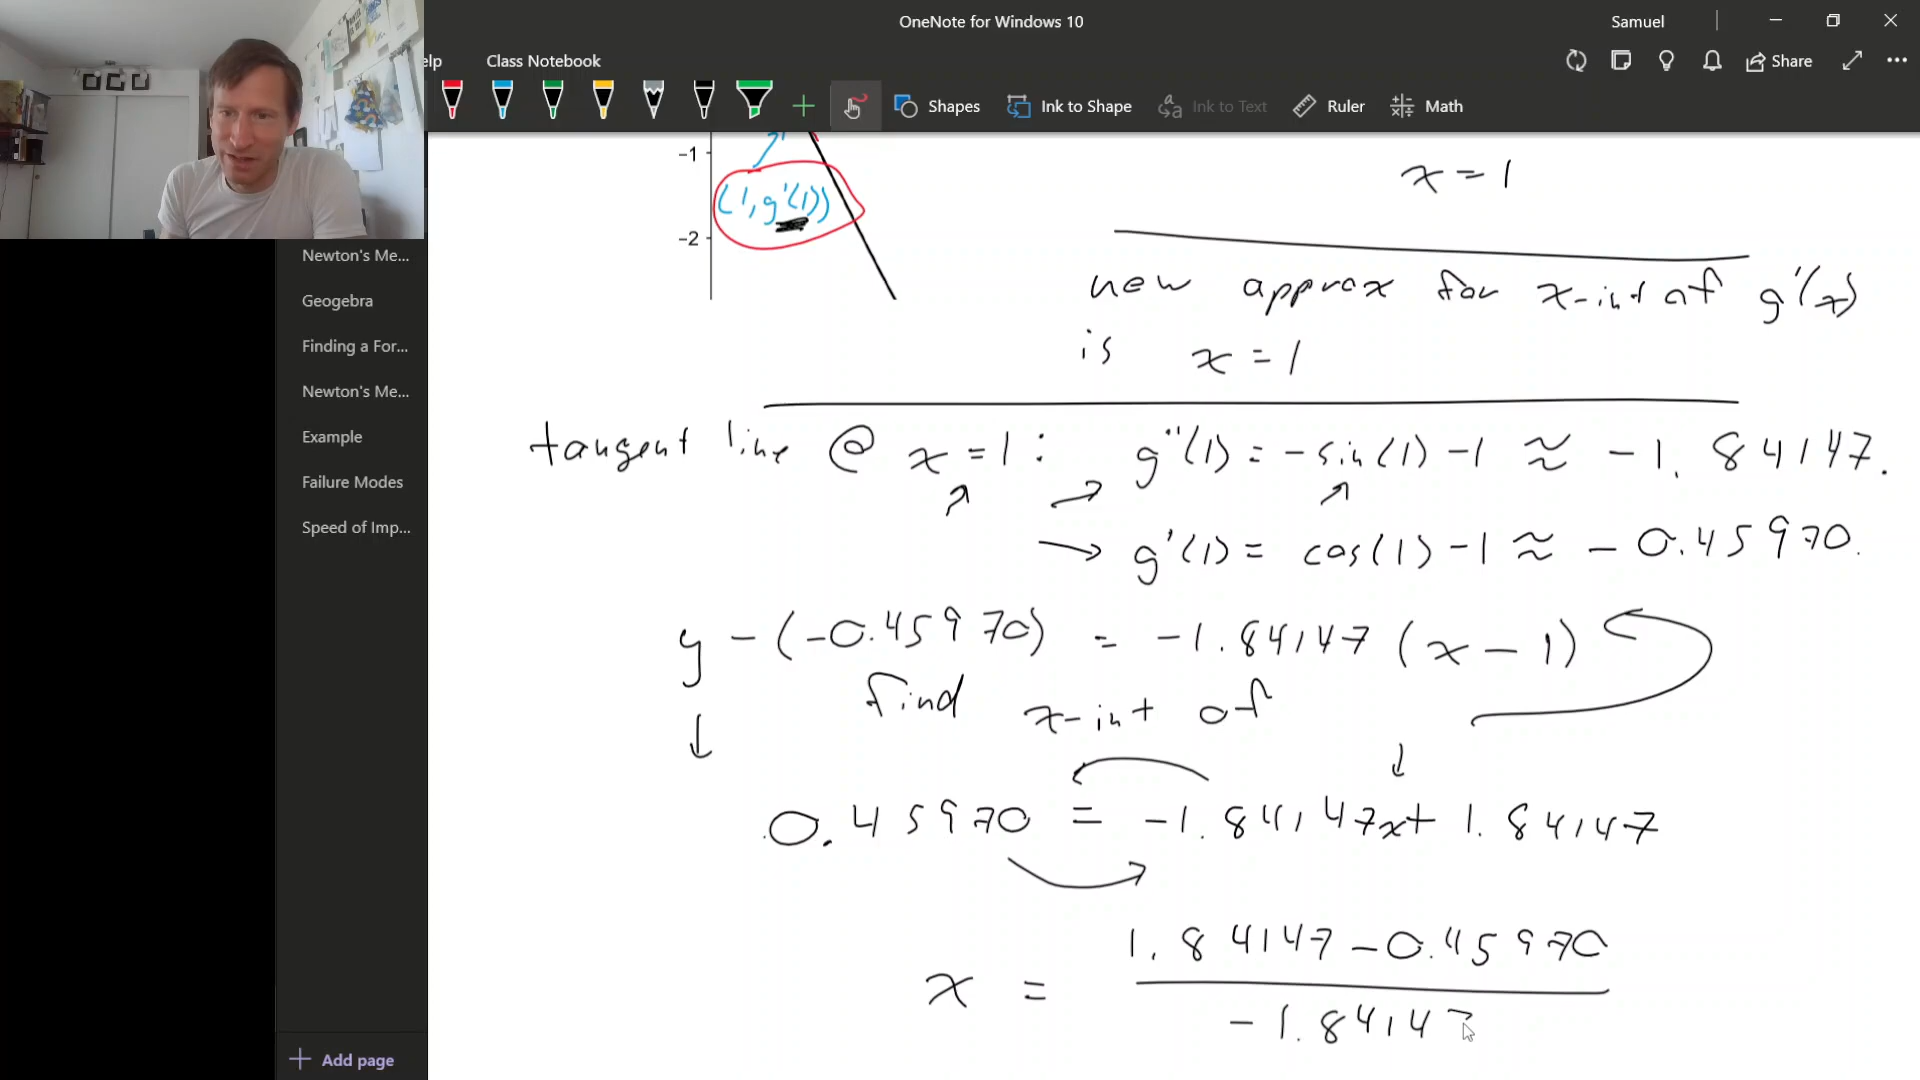 OneNote for Windows 10
Samuel
elp Class Notebook
Share
Shapes Ink to Shape Ink to Text Ruler Math
-1
-2
(1, g'(1))
x = 1
new approx for x-int of g'(x)
is x = 1
tangent line @ x = 1 : g''(1) = -sin(1) - 1 ≈ -1.84147.
g'(1) = cos(1) - 1 ≈ -0.45970.
y - (-0.45970) = -1.84147 (x - 1)
find x-int of
0.45970 = -1.84147x + 1.84147
x = 1.84147 - 0.45970
-1.84147
Newton's Me...
Geogebra
Finding a For...
Newton's Me...
Example
Failure Modes
Speed of Imp...
Add page